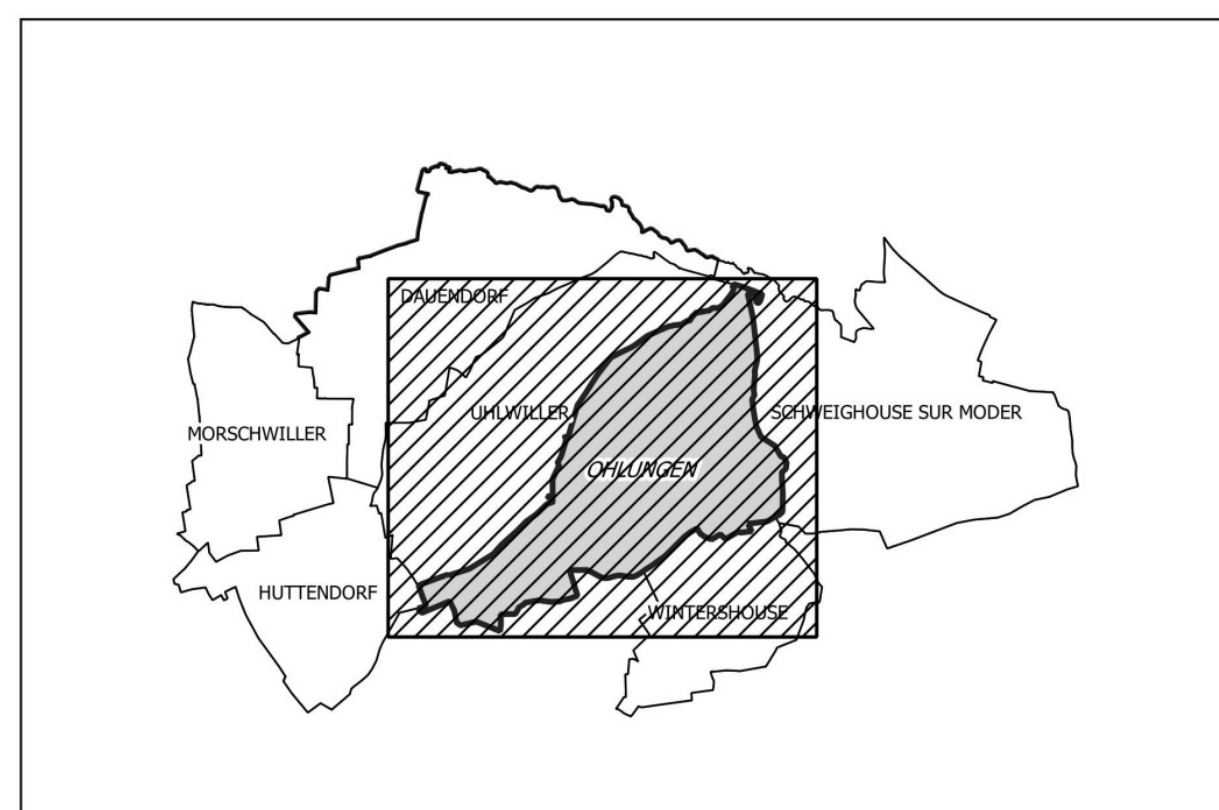 DAUENDORF
UHLWILLER
SCHWEIGHOUSE SUR MODER
MORSCHWILLER
OHLUNGEN
HUTTENDORF
WINTERSHOUSE